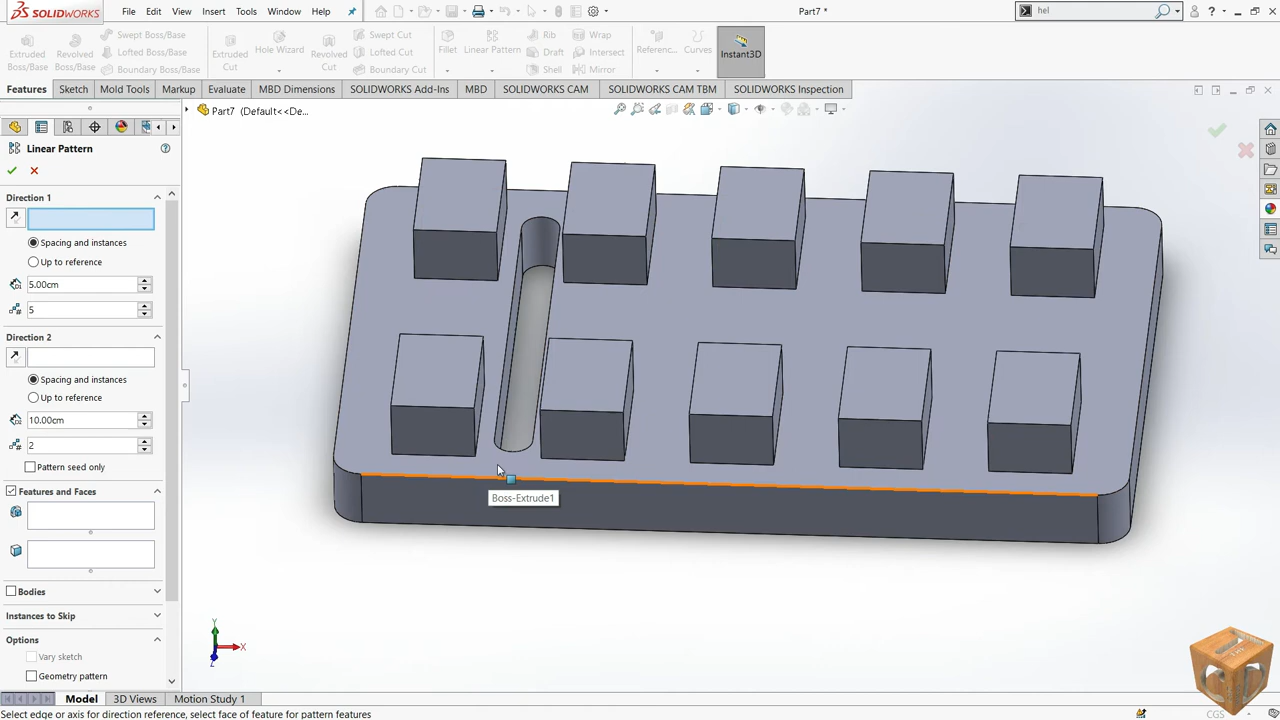 SOLIDWORKS
File Edit View Insert Tools Window Help
Part7 *
hel
Extruded Boss/Base
Revolved Boss/Base
Swept Boss/Base
Lofted Boss/Base
Boundary Boss/Base
Extruded Cut
Hole Wizard
Revolved Cut
Swept Cut
Lofted Cut
Boundary Cut
Fillet
Linear Pattern
Rib
Draft
Shell
Wrap
Intersect
Mirror
Referenc...
Curves
Instant3D
Features Sketch Mold Tools Markup Evaluate MBD Dimensions SOLIDWORKS Add-Ins MBD SOLIDWORKS CAM SOLIDWORKS CAM TBM SOLIDWORKS Inspection
Part7 (Default<<De...
Linear Pattern
Direction 1
Spacing and instances
Up to reference
5.00cm
5
Direction 2
Spacing and instances
Up to reference
10.00cm
2
Pattern seed only
Features and Faces
Bodies
Instances to Skip
Options
Vary sketch
Geometry pattern
Boss-Extrude1
Y
X
Z
Model 3D Views Motion Study 1
Select edge or axis for direction reference, select face of feature for pattern features
CGS